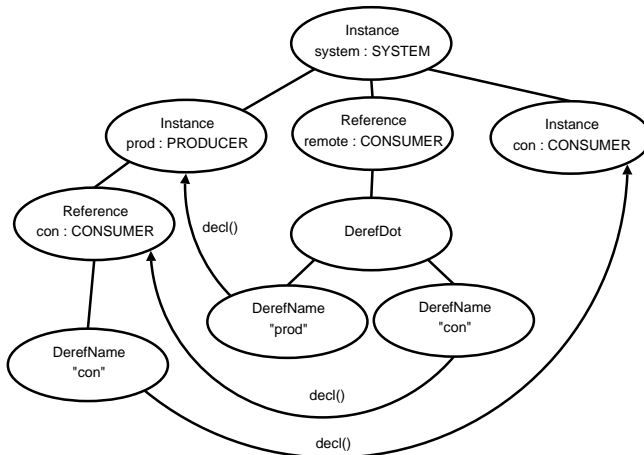 Instance
system : SYSTEM
Instance
prod : PRODUCER
Reference
remote : CONSUMER
Instance
con : CONSUMER
Reference
con : CONSUMER
decl()
DerefDot
DerefName
"prod"
DerefName
"con"
DerefName
"con"
decl()
decl()